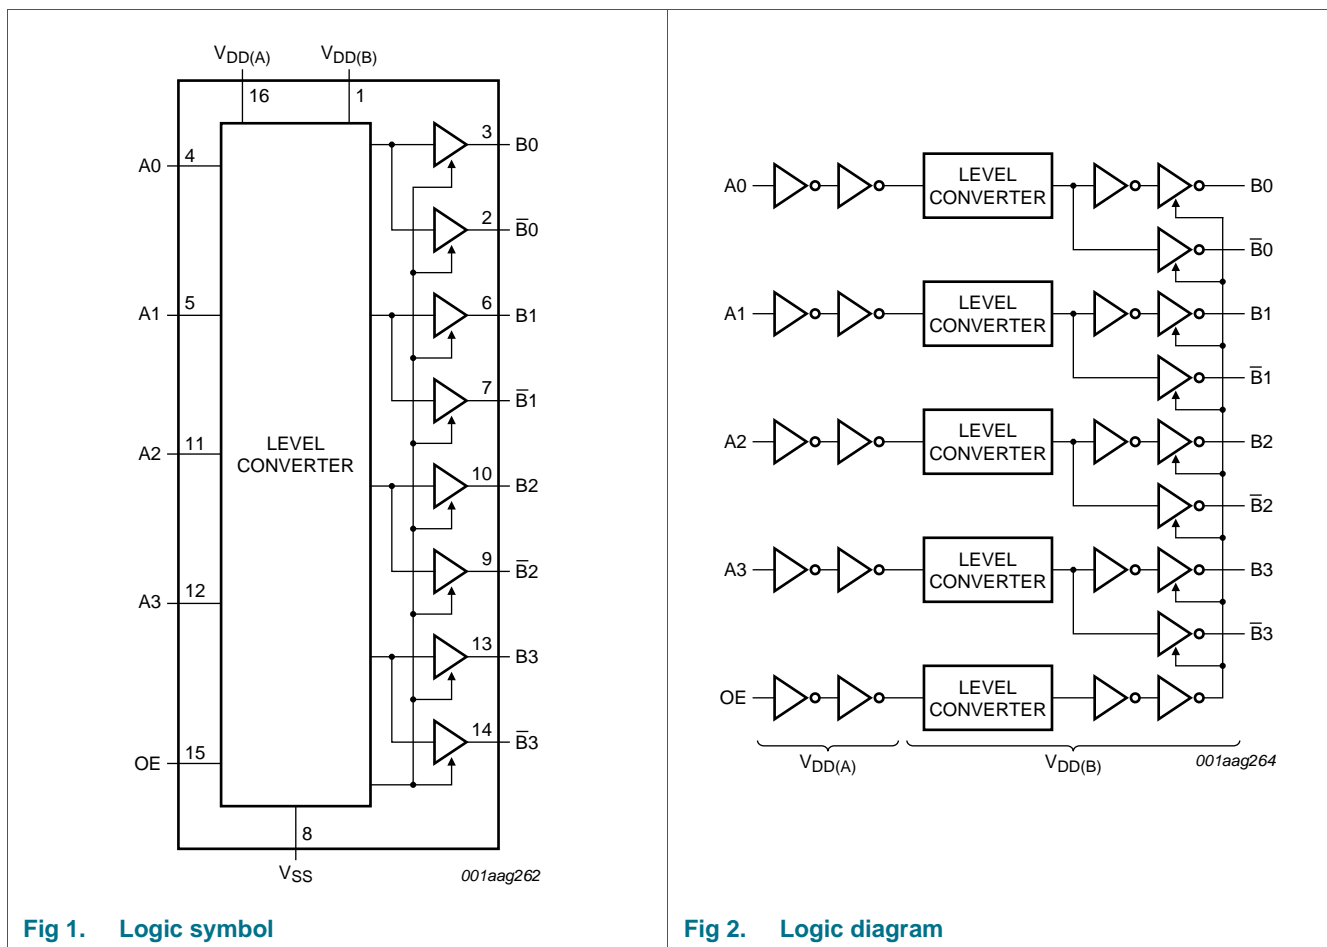 VDD(A) VDD(B)
16 1
A0 4
3 B0
2 B̅0
A1 5
6 B1
7 B̅1
A2 11
LEVEL
CONVERTER
10 B2
9 B̅2
A3 12
13 B3
14 B̅3
OE 15
8
VSS
001aag262
Fig 1. Logic symbol
A0 LEVEL CONVERTER B0
B̅0
A1 LEVEL CONVERTER B1
B̅1
A2 LEVEL CONVERTER B2
B̅2
A3 LEVEL CONVERTER B3
B̅3
OE LEVEL CONVERTER
VDD(A) VDD(B) 001aag264
Fig 2. Logic diagram